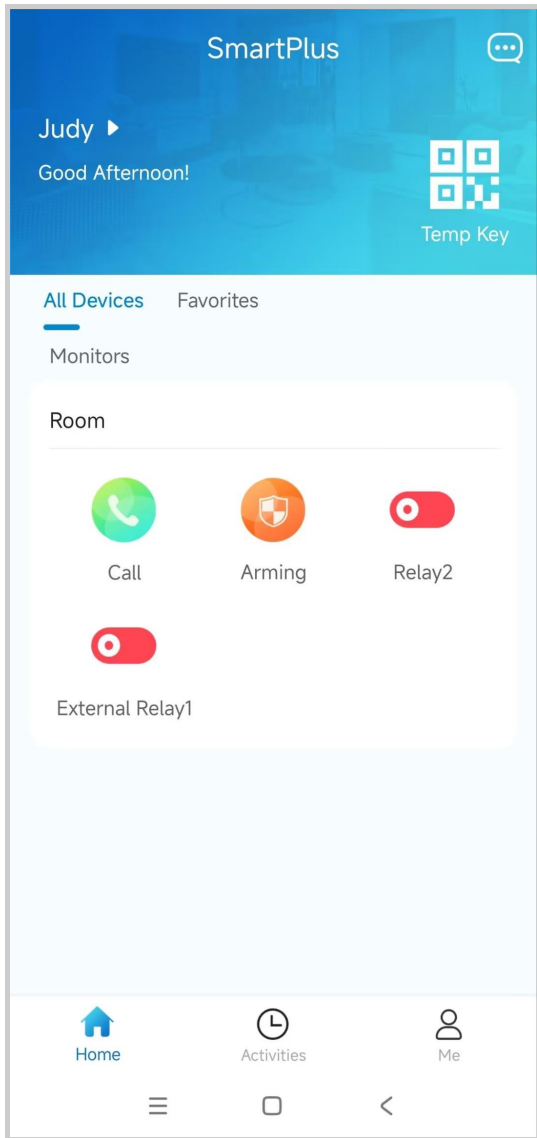 SmartPlus
Judy
Good Afternoon!
Temp Key
All Devices Favorites
Monitors
Room
Call Arming Relay2
External Relay1
Home Activities Me